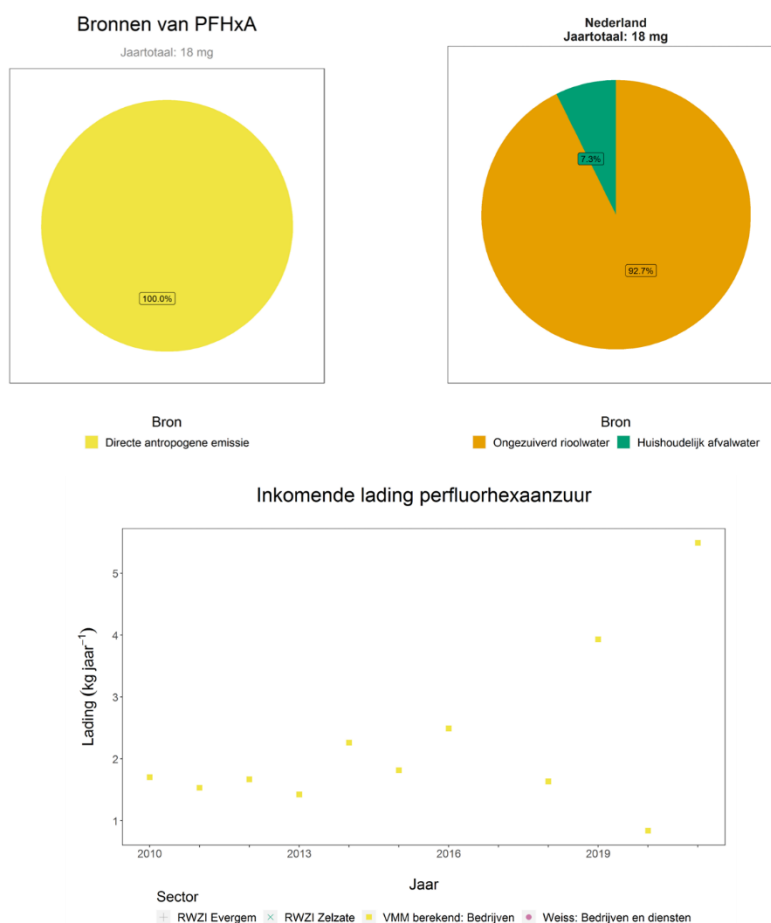 Bronnen van PFHxA
Jaartotaal: 18 mg
100.0%
Bron
Directe antropogene emissie
Nederland
Jaartotaal: 18 mg
7.3%
92.7%
Bron
Ongezuiverd rioolwater
Huishoudelijk afvalwater
Inkomende lading perfluorhexaanzuur
Lading (kg jaar⁻¹)
5
4
3
2
1
2010
2013
2016
2019
Jaar
Sector
RWZI Evergem
RWZI Zelzate
VMM berekend: Bedrijven
Weiss: Bedrijven en diensten